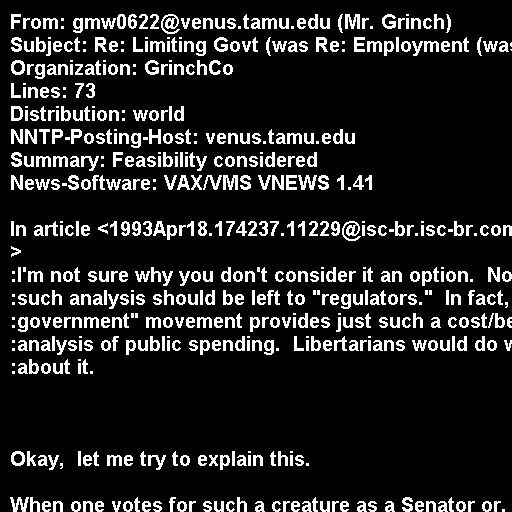 From: gmw0622@venus.tamu.edu (Mr. Grinch)
Subject: Re: Limiting Govt (was Re: Employment (was
Organization: GrinchCo
Lines: 73
Distribution: world
NNTP-Posting-Host: venus.tamu.edu
Summary: Feasibility considered
News-Software: VAX/VMS VNEWS 1.41

In article <1993Apr18.174237.11229@isc-br.isc-br.com
>
:I'm not sure why you don't consider it an option.  No
:such analysis should be left to "regulators."  In fact,
:government" movement provides just such a cost/be
:analysis of public spending.  Libertarians would do w
:about it.

Okay,  let me try to explain this.

When one votes for such a creature as a Senator or.